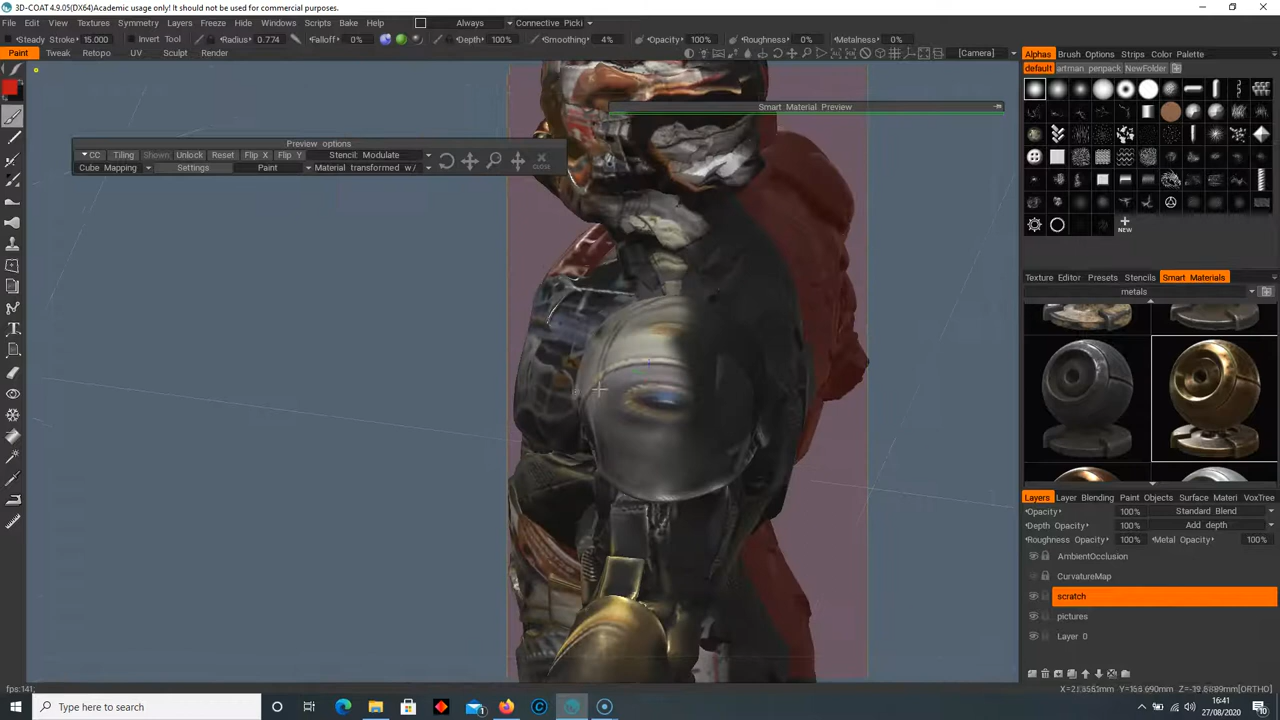 3D-COAT 4.9.05(DX64)Academic usage only! It should not be used for commercial purposes.
File Edit View Textures Symmetry Layers Freeze Hide Windows Scripts Bake Help Always Connective Picki
Steady Stroke 15.000 Invert Tool Radius 0.774 Falloff 0% Depth 100% Smoothing 4% Opacity 100% Roughness 0% Metalness 0%
Paint Tweak Retopo UV Sculpt Render [Camera]
Alphas Brush Options Strips Color Palette
default artman penpack NewFolder
Smart Material Preview
Preview options
CC Tiling Shown: Unlock Reset Flip X Flip Y Stencil: Modulate
Cube Mapping Settings Paint Material transformed w/ CLOSE
NEW
Texture Editor Presets Stencils Smart Materials
metals
Layers Layer Blending Paint Objects Surface Materi VoxTree
Opacity 100% Standard Blend
Depth Opacity 100% Add depth
Roughness Opacity 100% Metal Opacity 100%
AmbientOcclusion
CurvatureMap
scratch
pictures
Layer 0
Type here to search
16:41
27/08/2020